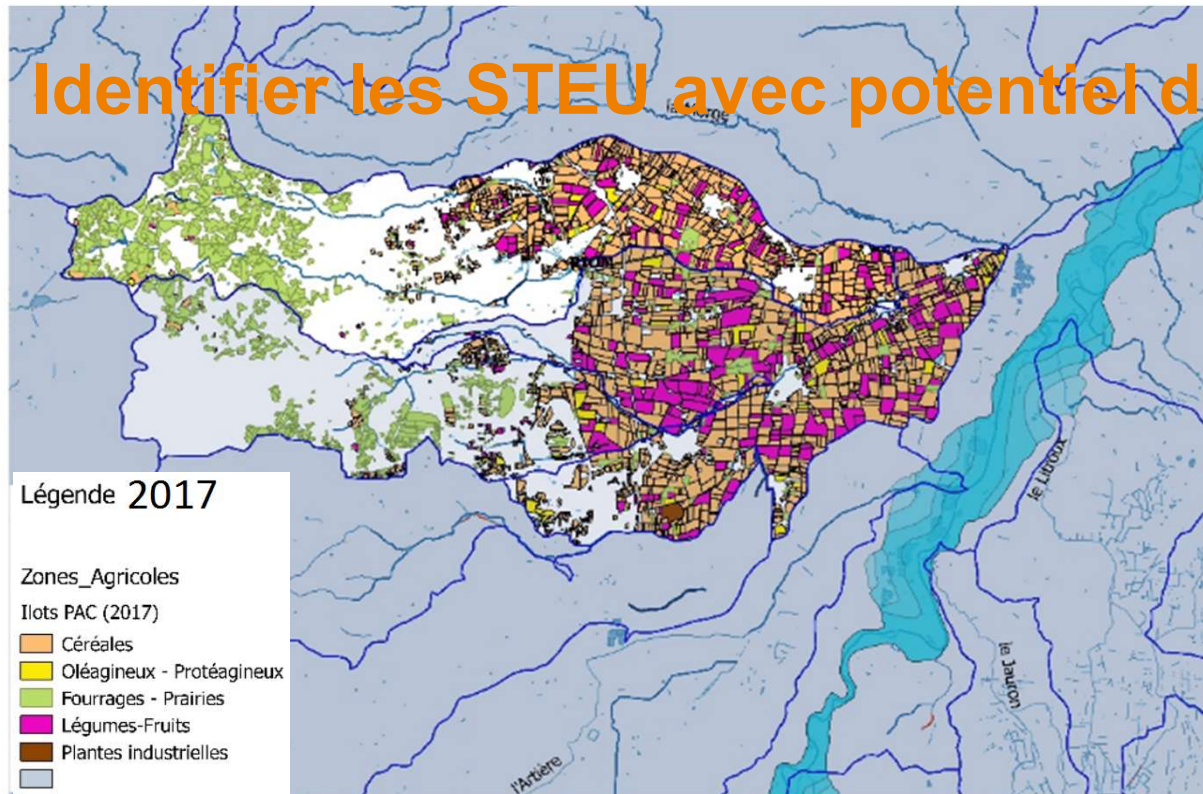 Identifier les STEU avec potentiel d
la Morge
le Litroux
le Jauron
l'Artière
Légende 2017
Zones_Agricoles
Ilots PAC (2017)
Céréales
Oléagineux - Protéagineux
Fourrages - Prairies
Légumes-Fruits
Plantes industrielles